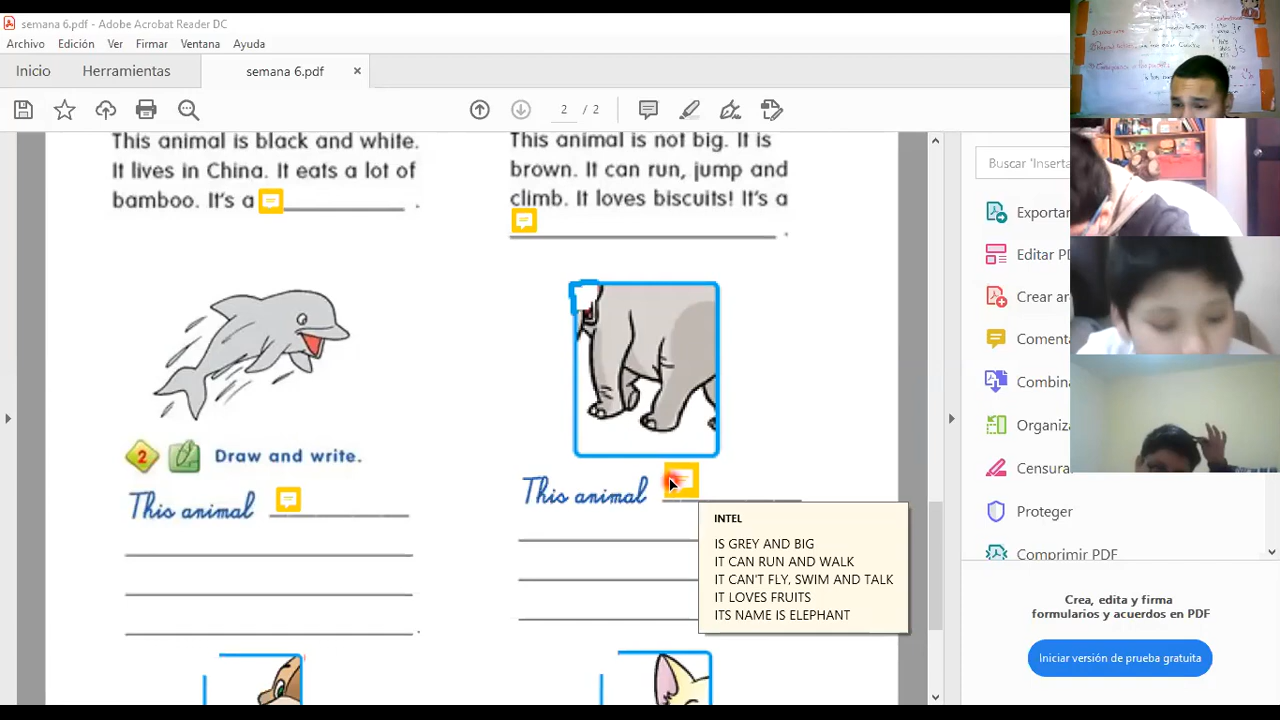 semana 6.pdf - Adobe Acrobat Reader DC
Archivo Edición Ver Firmar Ventana Ayuda
Inicio Herramientas semana 6.pdf ×
2 / 2
This animal is black and white.
It lives in China. It eats a lot of
bamboo. It's a ____________ .
This animal is not big. It is
brown. It can run, jump and
climb. It loves biscuits! It's a
____________ .
2 Draw and write.
This animal
This animal
INTEL
IS GREY AND BIG
IT CAN RUN AND WALK
IT CAN'T FLY, SWIM AND TALK
IT LOVES FRUITS
ITS NAME IS ELEPHANT
Buscar 'Inserta
Exportar
Editar PD
Crear ar
Comenta
Combina
Organiza
Censura
Proteger
Comprimir PDF
Crea, edita y firma
formularios y acuerdos en PDF
Iniciar versión de prueba gratuita